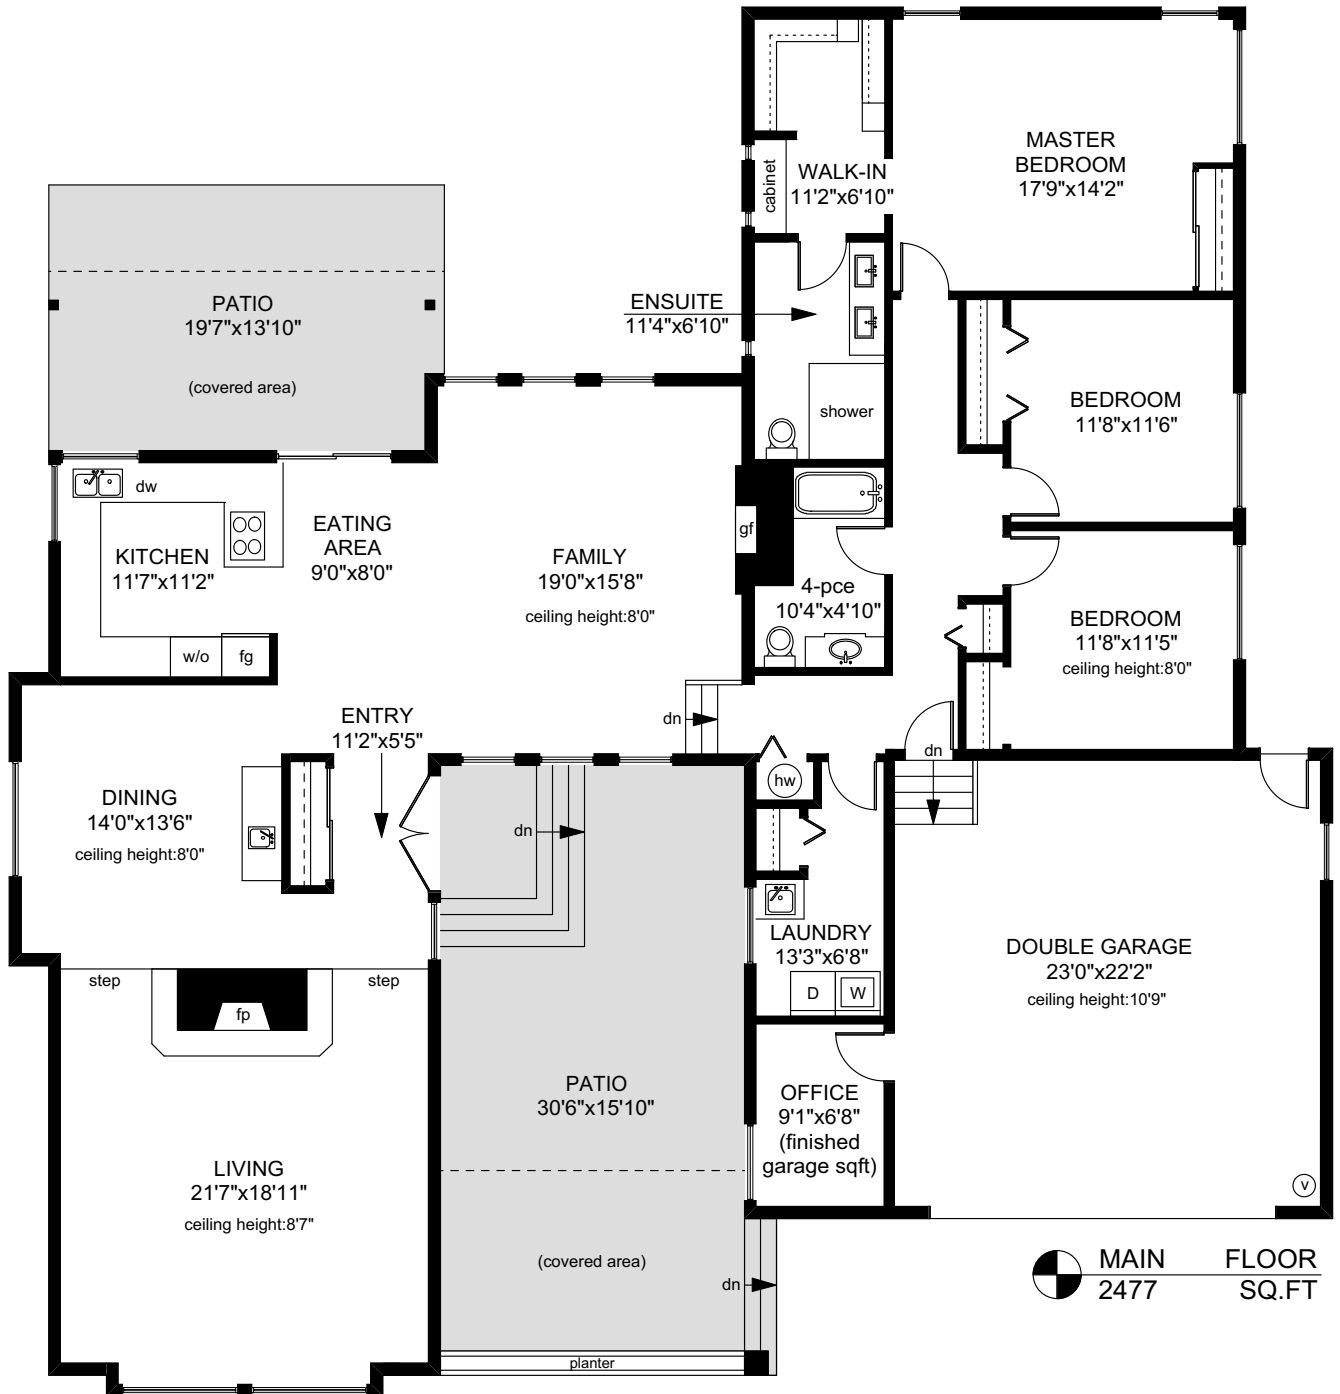 MASTER
BEDROOM
17'9"x14'2"
cabinet
WALK-IN
11'2"x6'10"
PATIO
19'7"x13'10"
(covered area)
ENSUITE
11'4"x6'10"
shower
BEDROOM
11'8"x11'6"
dw
KITCHEN
11'7"x11'2"
EATING
AREA
9'0"x8'0"
FAMILY
19'0"x15'8"
ceiling height:8'0"
gf
4-pce
10'4"x4'10"
BEDROOM
11'8"x11'5"
ceiling height:8'0"
w/o
fg
ENTRY
11'2"x5'5"
dn
dn
hw
DINING
14'0"x13'6"
ceiling height:8'0"
dn
LAUNDRY
13'3"x6'8"
D
W
DOUBLE GARAGE
23'0"x22'2"
ceiling height:10'9"
step
step
fp
PATIO
30'6"x15'10"
(covered area)
OFFICE
9'1"x6'8"
(finished
garage sqft)
LIVING
21'7"x18'11"
ceiling height:8'7"
v
dn
planter
MAIN FLOOR
2477 SQ.FT